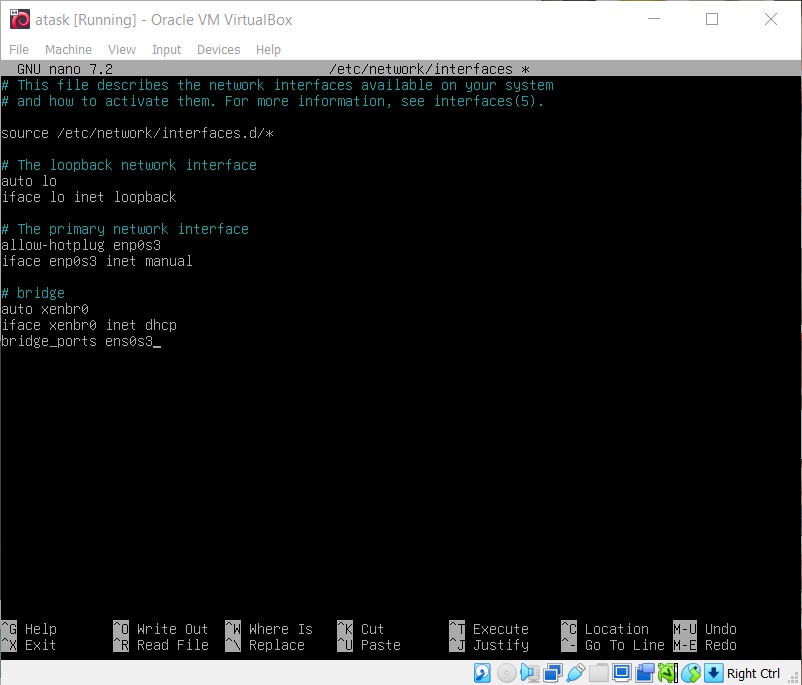 atask [Running] - Oracle VM VirtualBox
File Machine View Input Devices Help
GNU nano 7.2 /etc/network/interfaces *
# This file describes the network interfaces available on your system
# and how to activate them. For more information, see interfaces(5).
source /etc/network/interfaces.d/*
# The loopback network interface
auto lo
iface lo inet loopback
# The primary network interface
allow-hotplug enp0s3
iface enp0s3 inet manual
# bridge
auto xenbr0
iface xenbr0 inet dhcp
bridge_ports ens0s3_
^G Help ^O Write Out ^W Where Is ^K Cut ^T Execute ^C Location M-U Undo
^X Exit ^R Read File ^\ Replace ^U Paste ^J Justify ^- Go To Line M-E Redo
Right Ctrl